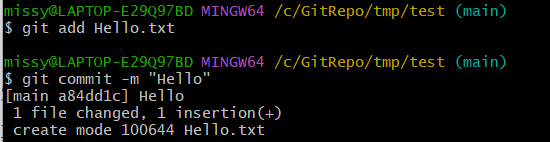 missy@LAPTOP-E29Q97BD MINGW64 /c/GitRepo/tmp/test (main)
$ git add Hello.txt
missy@LAPTOP-E29Q97BD MINGW64 /c/GitRepo/tmp/test (main)
$ git commit -m "Hello"
[main a84dd1c] Hello
 1 file changed, 1 insertion(+)
 create mode 100644 Hello.txt